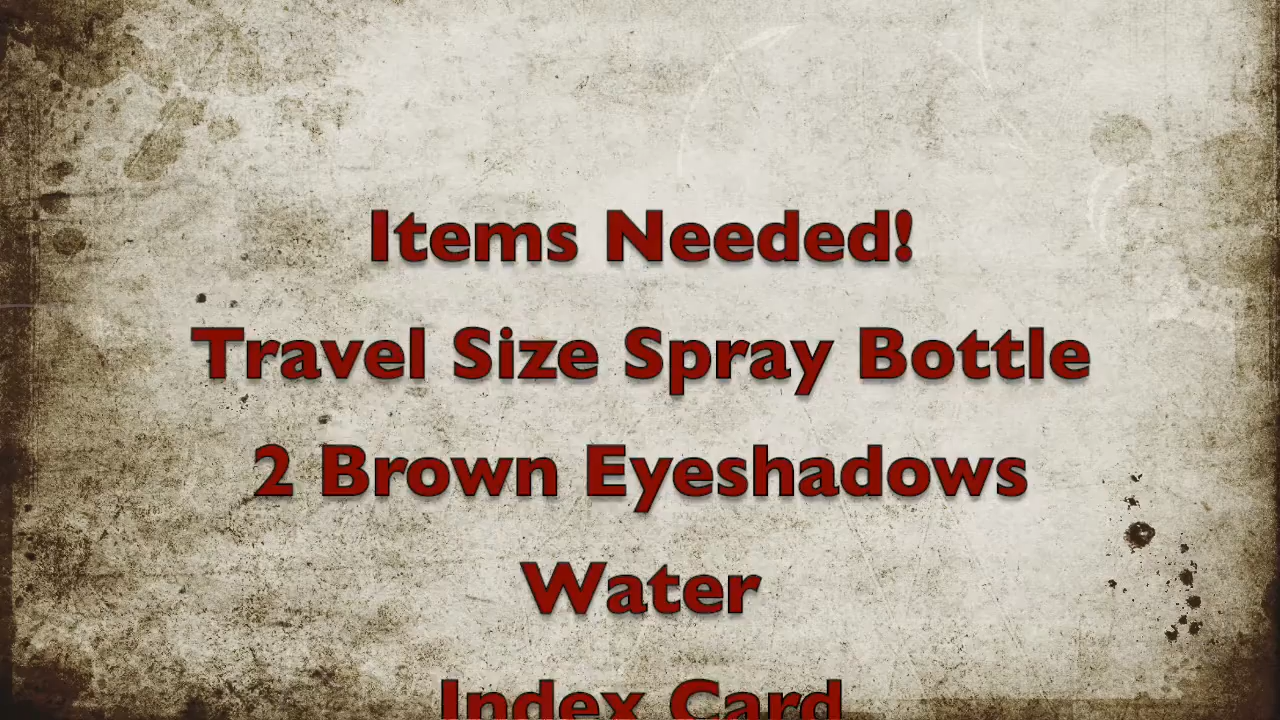 Items Needed!
Travel Size Spray Bottle
2 Brown Eyeshadows
Water
Index Card